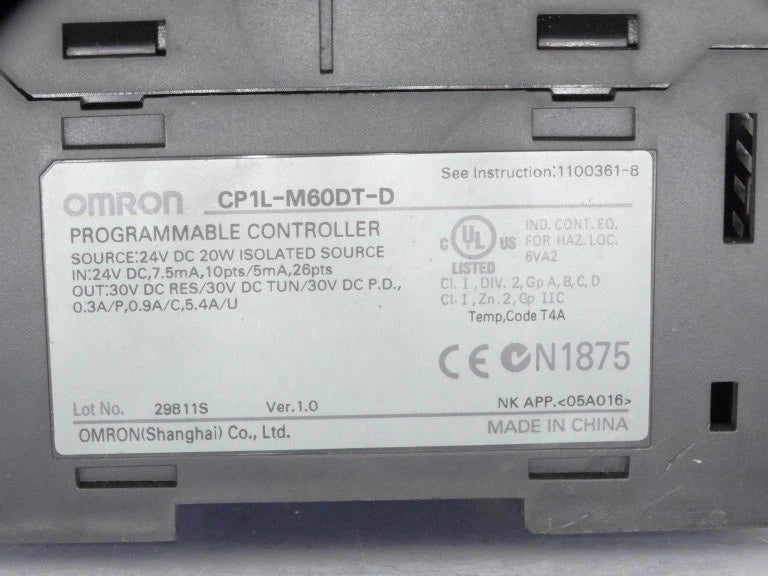 See Instruction:1100361-8
OMRON CP1L-M60DT-D
PROGRAMMABLE CONTROLLER
SOURCE:24V DC 20W ISOLATED SOURCE
IN:24V DC,7.5mA,10pts/5mA,26pts
OUT:30V DC RES/30V DC TUN/30V DC P.D.,
0.3A/P,0.9A/C,5.4A/U
C UL US
LISTED
IND. CONT. EQ.
FOR HAZ. LOC.
6VA2
Cl. I, DIV. 2, Gp A, B, C, D
Cl. I, Zn. 2, Gp IIC
Temp,Code T4A
CE N1875
Lot No. 29811S Ver.1.0 NK APP.<05A016>
OMRON(Shanghai) Co., Ltd. MADE IN CHINA